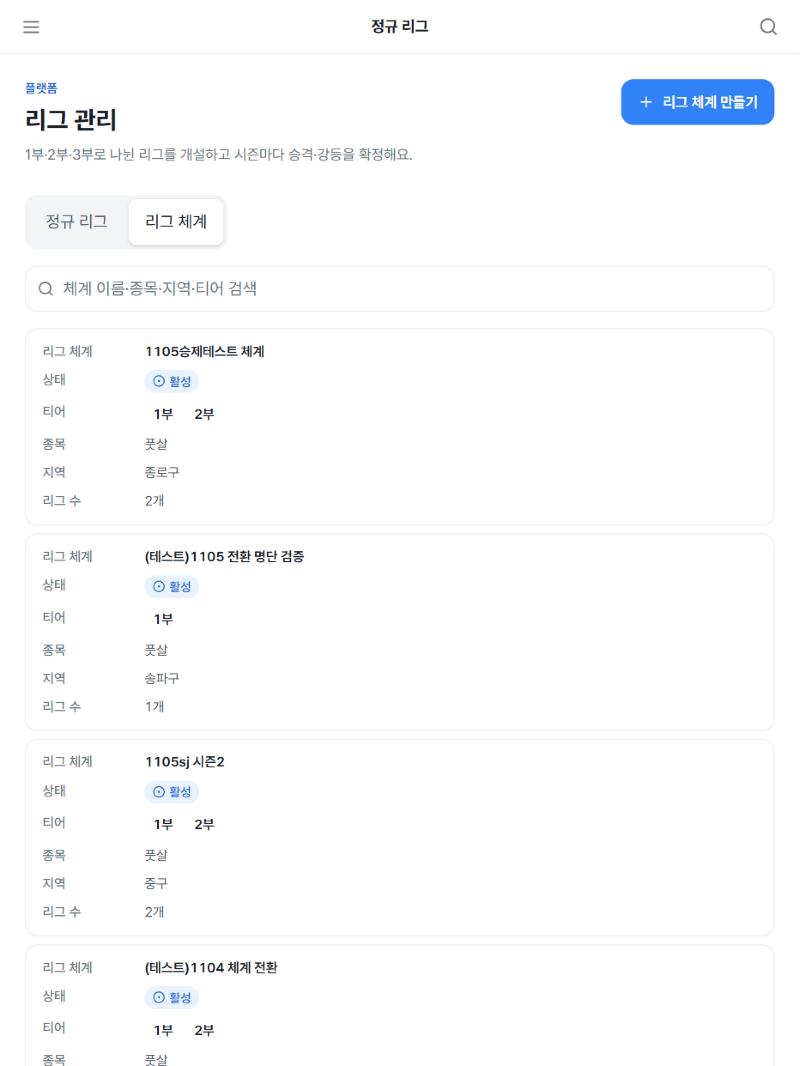 정규 리그
플랫폼
리그 관리
+ 리그 체계 만들기
1부·2부·3부로 나뉜 리그를 개설하고 시즌마다 승격·강등을 확정해요.
정규 리그 리그 체계
체계 이름·종목·지역·티어 검색
리그 체계 1105승제테스트 체계
상태 활성
티어 1부 2부
종목 풋살
지역 종로구
리그 수 2개
리그 체계 (테스트)1105 전환 명단 검증
상태 활성
티어 1부
종목 풋살
지역 송파구
리그 수 1개
리그 체계 1105sj 시즌2
상태 활성
티어 1부 2부
종목 풋살
지역 중구
리그 수 2개
리그 체계 (테스트)1104 체계 전환
상태 활성
티어 1부 2부
종목 풋살